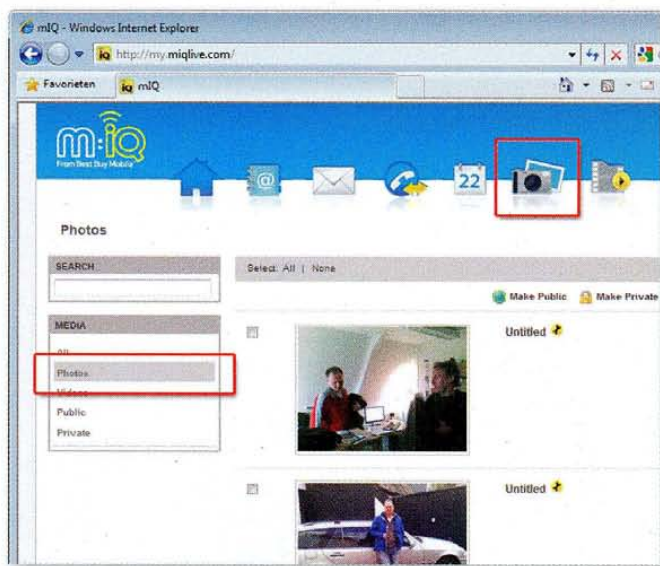 mIQ - Windows Internet Explorer
http://my.miqlive.com/
Favorieten
mIQ
m:iQ
From Best Buy Mobile
@
22
Photos
SEARCH
Select: All | None
Make Public
Make Private
MEDIA
All
Photos
Videos
Public
Private
Untitled
Untitled